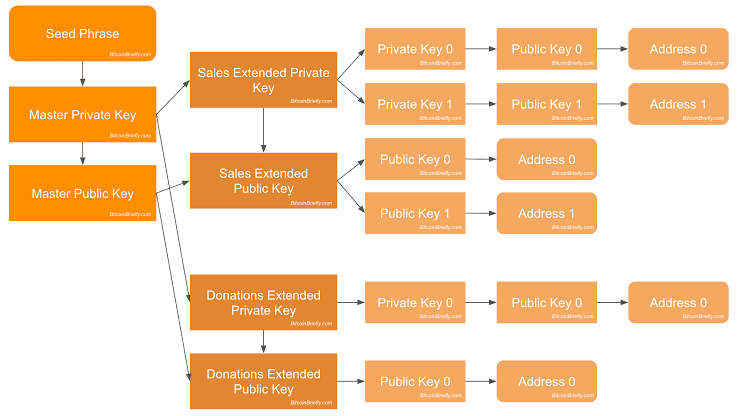 Seed Phrase
BitcoinBriefly.com
Master Private Key
BitcoinBriefly.com
Master Public Key
BitcoinBriefly.com
Sales Extended Private
Key
BitcoinBriefly.com
Sales Extended
Public Key
BitcoinBriefly.com
Donations Extended
Private Key
BitcoinBriefly.com
Donations Extended
Public Key
BitcoinBriefly.com
Private Key 0
BitcoinBriefly.com
Public Key 0
BitcoinBriefly.com
Address 0
BitcoinBriefly.com
Private Key 1
BitcoinBriefly.com
Public Key 1
BitcoinBriefly.com
Address 1
BitcoinBriefly.com
Public Key 0
BitcoinBriefly.com
Address 0
BitcoinBriefly.com
Public Key 1
BitcoinBriefly.com
Address 1
BitcoinBriefly.com
Private Key 0
BitcoinBriefly.com
Public Key 0
BitcoinBriefly.com
Address 0
BitcoinBriefly.com
Public Key 0
BitcoinBriefly.com
Address 0
BitcoinBriefly.com